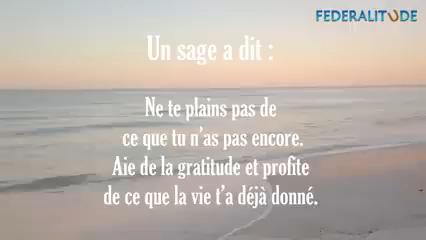 FEDERALITUDE
Un sage a dit :
Ne te plains pas de
ce que tu n'as pas encore.
Aie de la gratitude et profite
de ce que la vie t'a déjà donné.